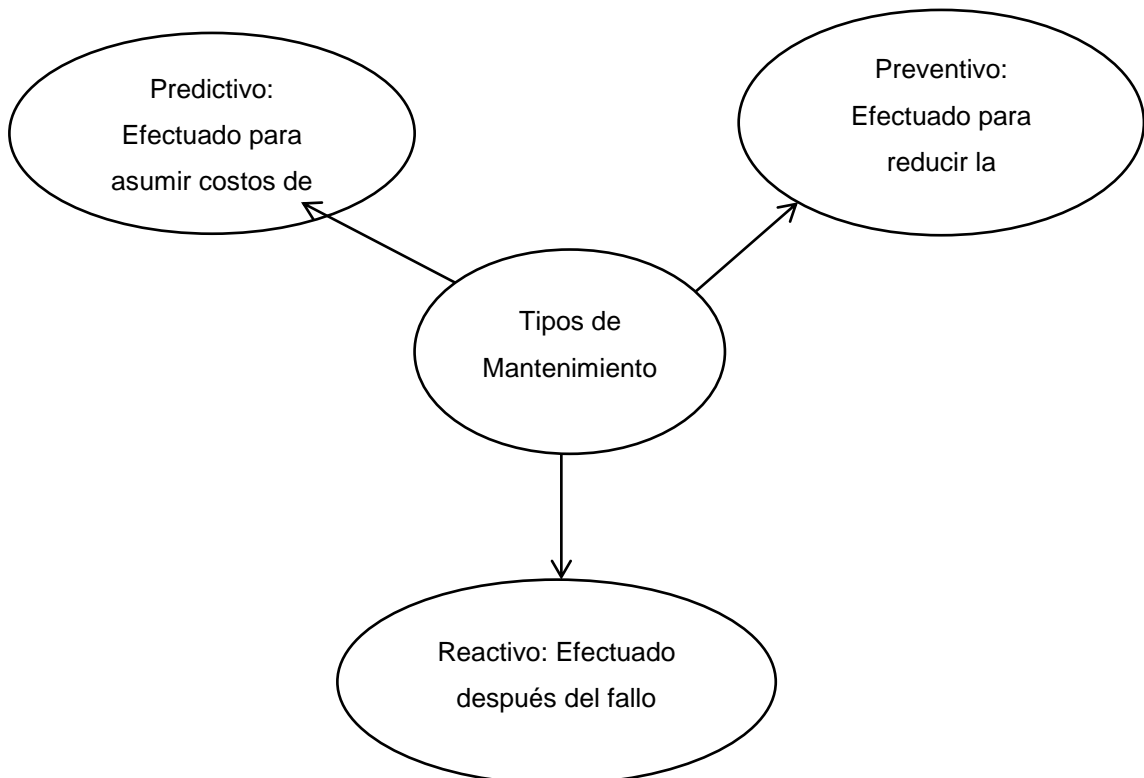 Predictivo:
Efectuado para
asumir costos de
Preventivo:
Efectuado para
reducir la
Tipos de
Mantenimiento
Reactivo: Efectuado
después del fallo